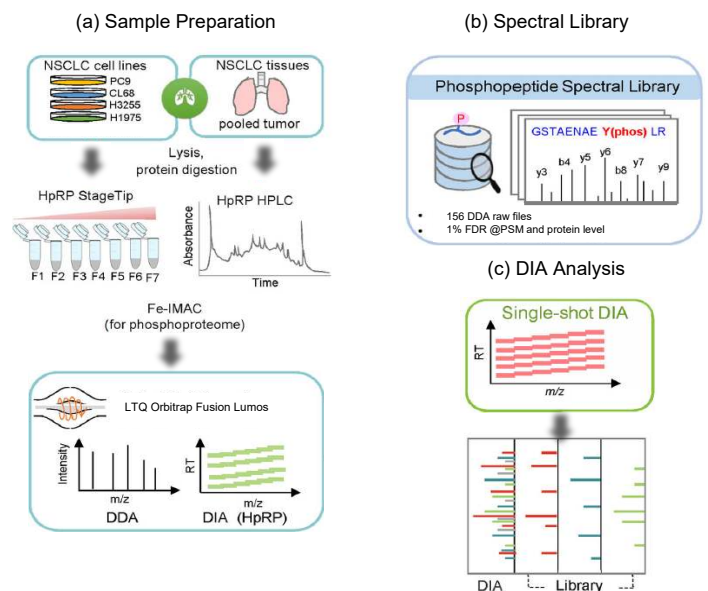 (a) Sample Preparation
NSCLC cell lines
PC9
CL68
H3255
H1975
NSCLC tissues
pooled tumor
Lysis,
protein digestion
HpRP StageTip
F1 F2 F3 F4 F5 F6 F7
HpRP HPLC
Absorbance
Time
Fe-IMAC
(for phosphoproteome)
LTQ Orbitrap Fusion Lumos
Intensity
m/z
DDA
RT
m/z
DIA (HpRP)
(b) Spectral Library
Phosphopeptide Spectral Library
P
GSTAENAE Y(phos) LR
y3 b4 y5 y6 b8 y7 y9
• 156 DDA raw files
• 1% FDR @PSM and protein level
(c) DIA Analysis
Single-shot DIA
RT
m/z
DIA Library